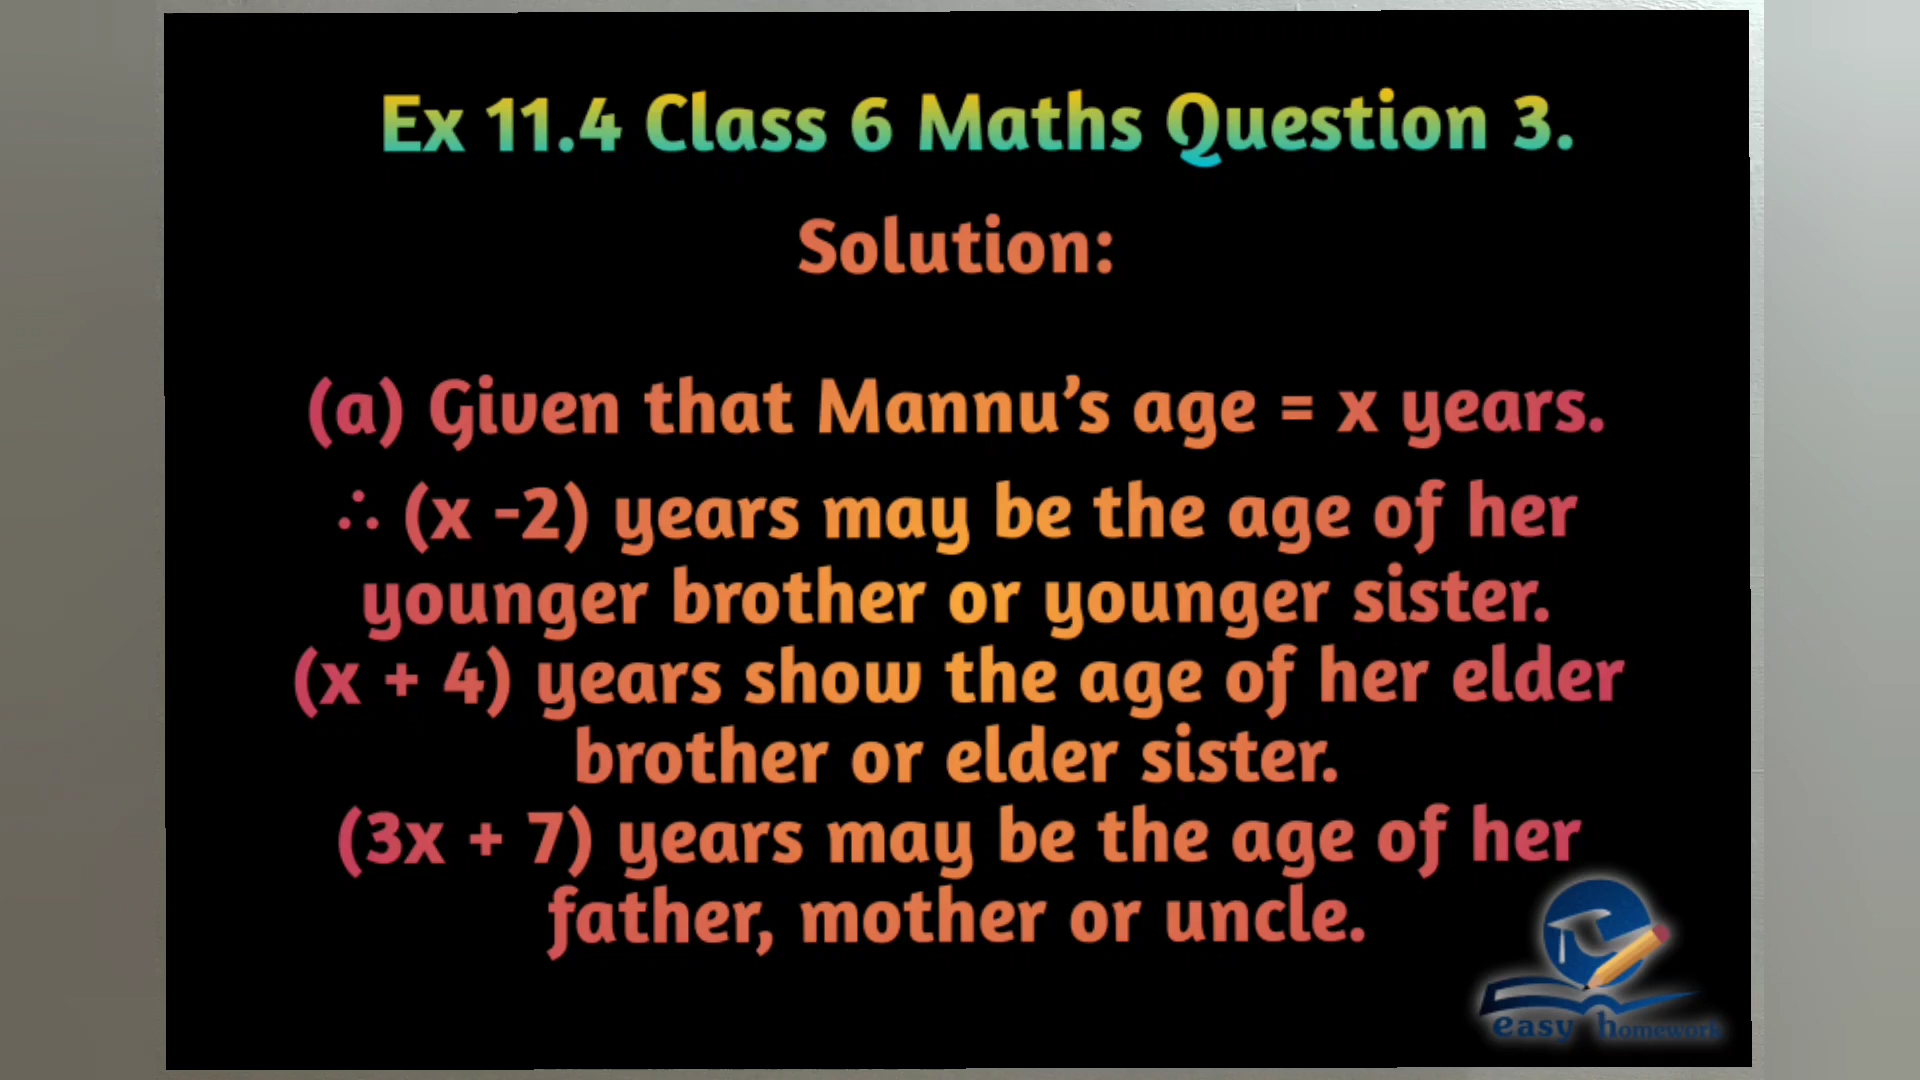 Ex 11.4 Class 6 Maths Question 3.
Solution:
(a) Given that Mannu’s age = x years.
∴ (x -2) years may be the age of her
younger brother or younger sister.
(x + 4) years show the age of her elder
brother or elder sister.
(3x + 7) years may be the age of her
father, mother or uncle.
easy homework